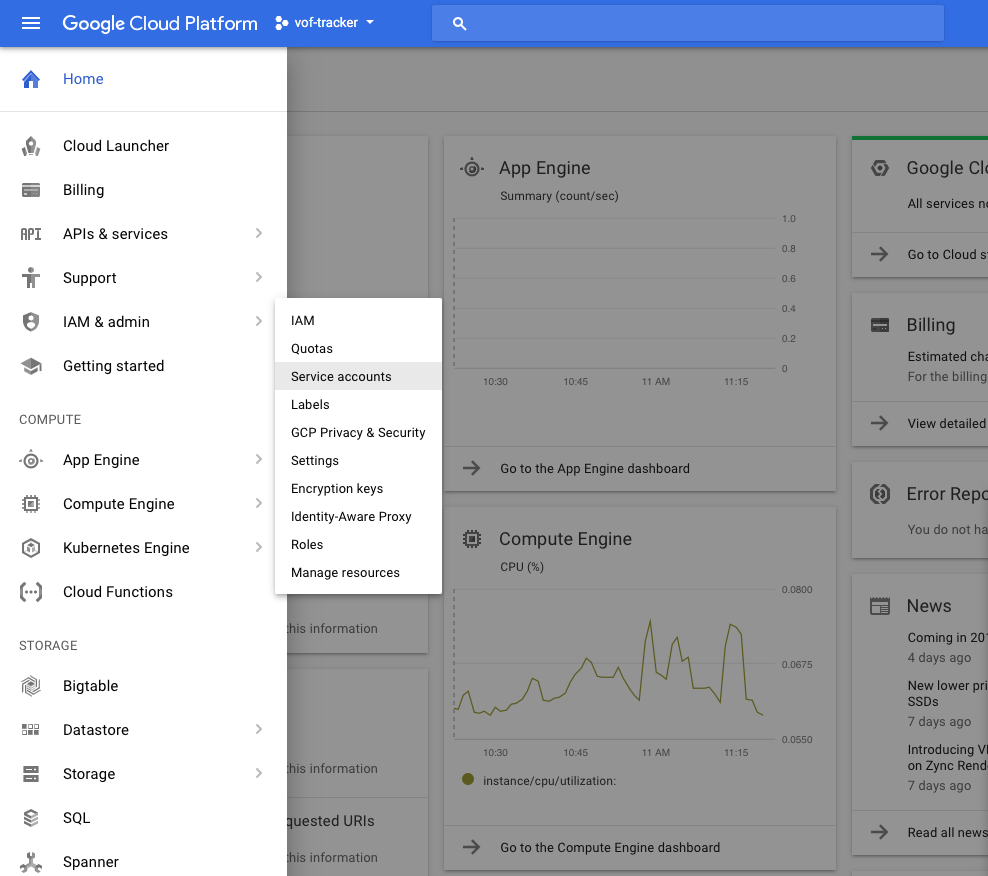 Google Cloud Platform
vof-tracker
Home
Cloud Launcher
Billing
API
APIs & services
Support
IAM & admin
Getting started
COMPUTE
App Engine
Compute Engine
Kubernetes Engine
Cloud Functions
STORAGE
Bigtable
Datastore
Storage
SQL
Spanner
IAM
Quotas
Service accounts
Labels
GCP Privacy & Security
Settings
Encryption keys
Identity-Aware Proxy
Roles
Manage resources
this information
this information
quested URIs
this information
App Engine
Summary (count/sec)
1.0
0.8
0.6
0.4
0.2
0
10:30 10:45 11 AM 11:15
Go to the App Engine dashboard
Compute Engine
CPU (%)
0.0800
0.0675
0.0550
10:30 10:45 11 AM 11:15
instance/cpu/utilization:
Go to the Compute Engine dashboard
Google Clo
All services no
Go to Cloud st
Billing
Estimated cha
For the billing
View detailed
Error Repo
You do not ha
News
Coming in 201
4 days ago
New lower pri
SSDs
7 days ago
Introducing VI
on Zync Rende
7 days ago
Read all news